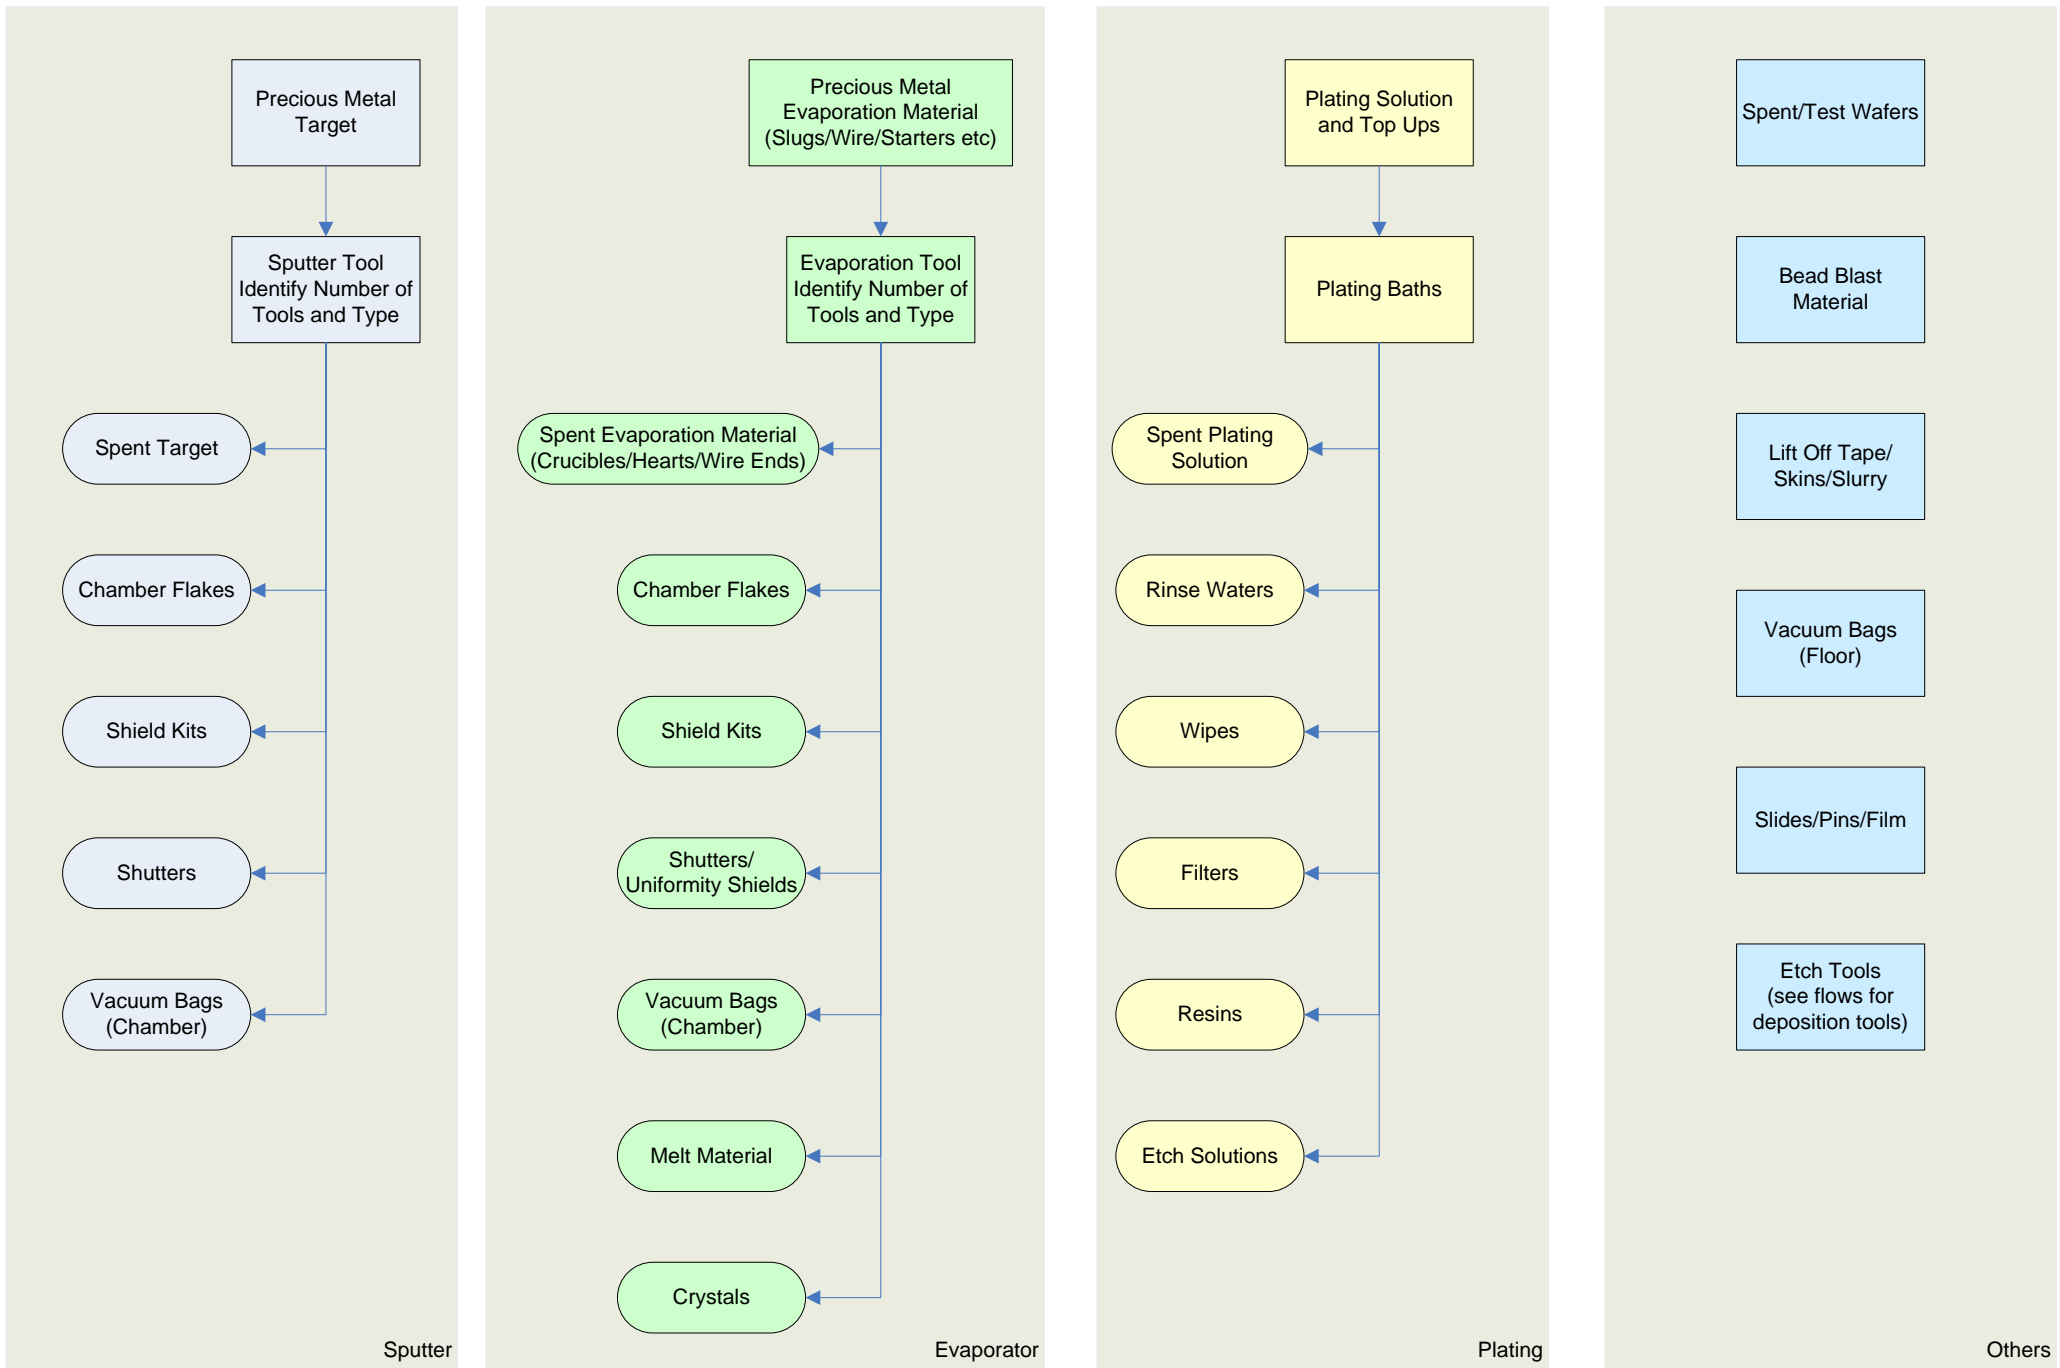 Precious Metal
Target
Sputter Tool
Identify Number of
Tools and Type
Spent Target
Chamber Flakes
Shield Kits
Shutters
Vacuum Bags
(Chamber)
Sputter
Precious Metal
Evaporation Material
(Slugs/Wire/Starters etc)
Evaporation Tool
Identify Number of
Tools and Type
Spent Evaporation Material
(Crucibles/Hearts/Wire Ends)
Chamber Flakes
Shield Kits
Shutters/
Uniformity Shields
Vacuum Bags
(Chamber)
Melt Material
Crystals
Evaporator
Plating Solution
and Top Ups
Plating Baths
Spent Plating
Solution
Rinse Waters
Wipes
Filters
Resins
Etch Solutions
Plating
Spent/Test Wafers
Bead Blast
Material
Lift Off Tape/
Skins/Slurry
Vacuum Bags
(Floor)
Slides/Pins/Film
Etch Tools
(see flows for
deposition tools)
Others